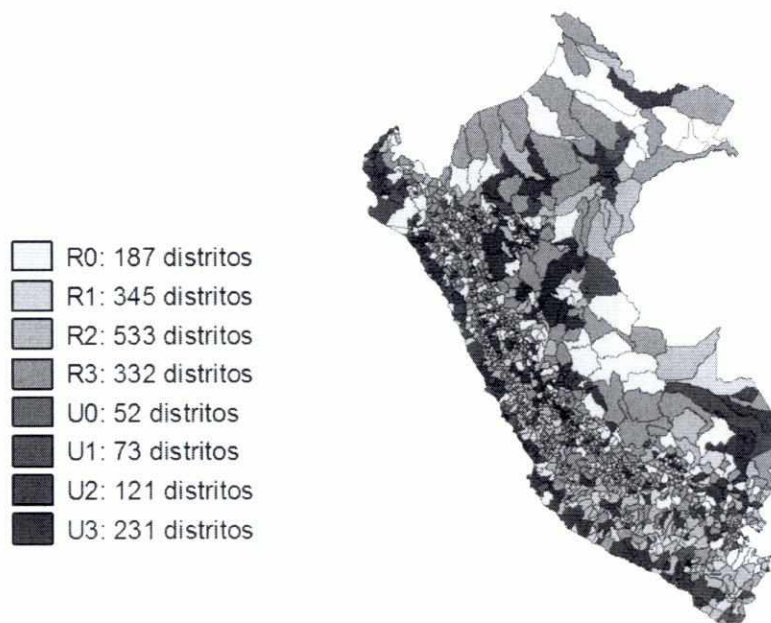 R0: 187 distritos
R1: 345 distritos
R2: 533 distritos
R3: 332 distritos
U0: 52 distritos
U1: 73 distritos
U2: 121 distritos
U3: 231 distritos